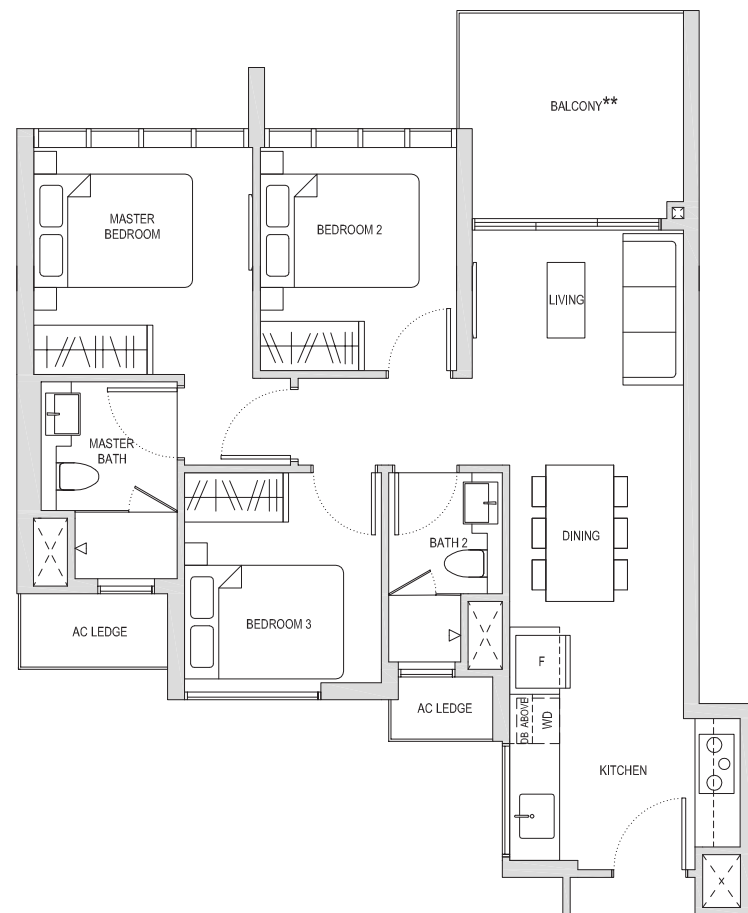 BALCONY**
MASTER
BEDROOM
BEDROOM 2
LIVING
MASTER
BATH
DINING
BATH 2
BEDROOM 3
AC LEDGE
F
AC LEDGE
DB ABOVE
WD
KITCHEN
x